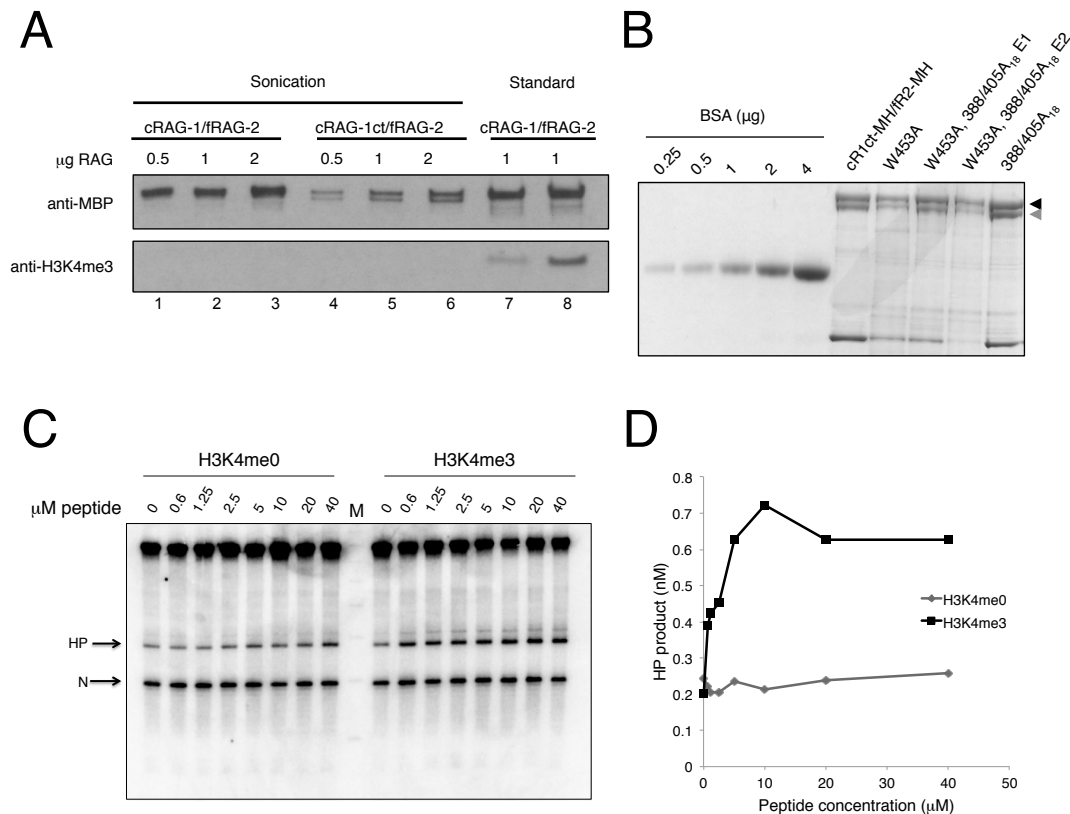 A
Sonication Standard
cRAG-1/fRAG-2 cRAG-1ct/fRAG-2 cRAG-1/fRAG-2
μg RAG 0.5 1 2 0.5 1 2 1 1
anti-MBP
anti-H3K4me3
1 2 3 4 5 6 7 8
B
BSA (μg)
0.25 0.5 1 2 4
cR1ct-MH/fR2-MH
W453A
W453A, 388/405A18 E1
W453A, 388/405A18 E2
388/405A18
C
H3K4me0 H3K4me3
μM peptide 0 0.6 1.25 2.5 5 10 20 40 M 0 0.6 1.25 2.5 5 10 20 40
HP
N
D
HP product (nM)
0.8
0.7
0.6
0.5
0.4
0.3
0.2
0.1
0
H3K4me0
H3K4me3
0 10 20 30 40 50
Peptide concentration (μM)